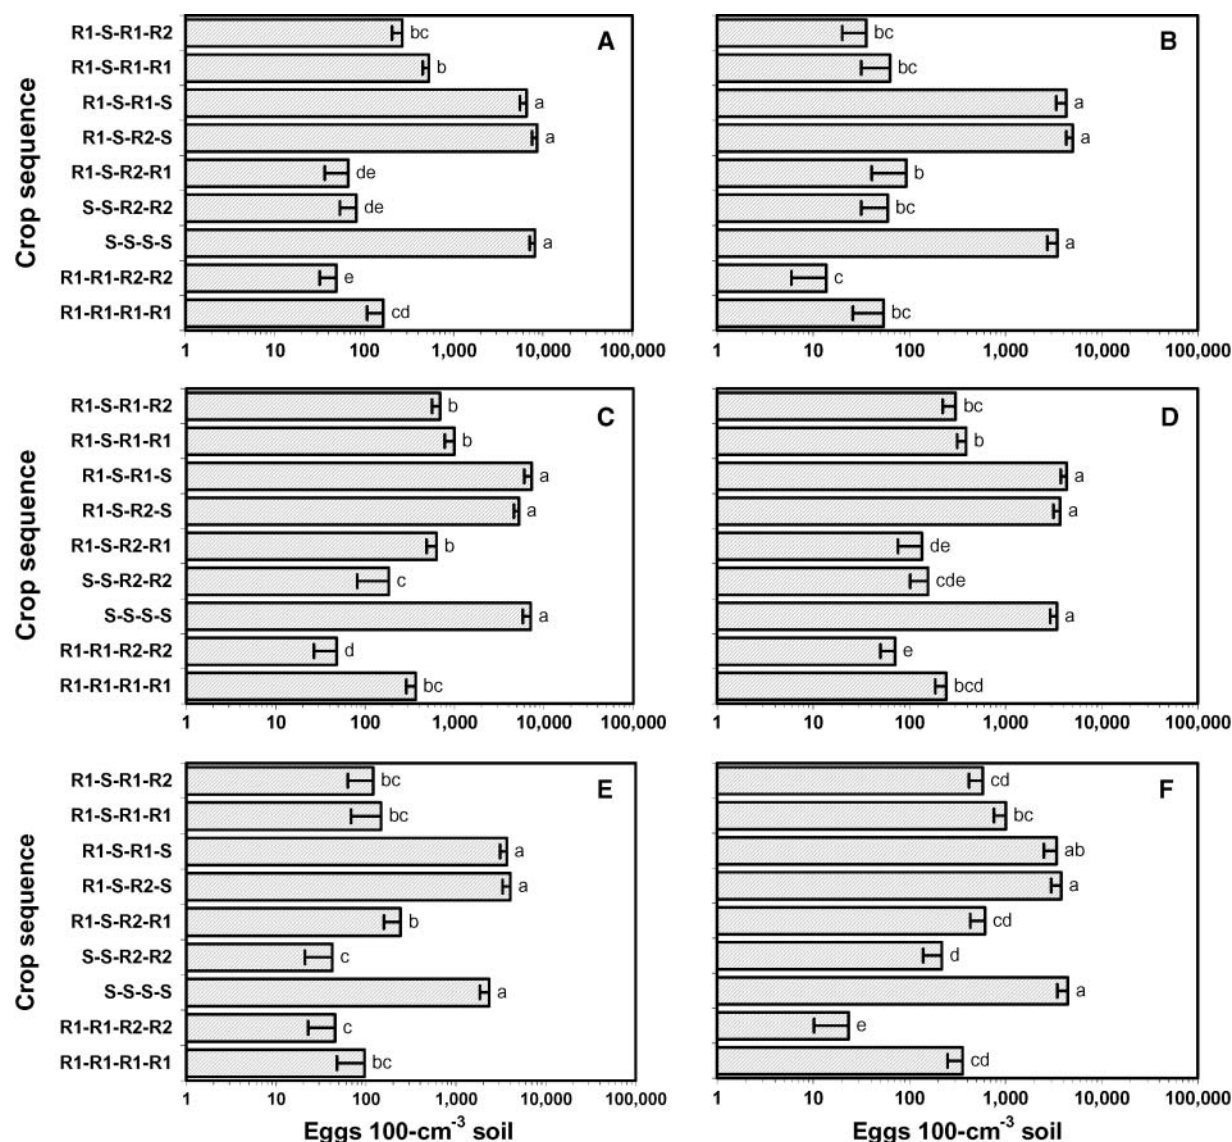 Crop sequence
R1-S-R1-R2 bc A bc B
R1-S-R1-R1 b bc
R1-S-R1-S a a
R1-S-R2-S a a
R1-S-R2-R1 de b
S-S-R2-R2 de bc
S-S-S-S a a
R1-R1-R2-R2 e c
R1-R1-R1-R1 cd bc
1 10 100 1,000 10,000 100,000 1 10 100 1,000 10,000 100,000
Crop sequence
R1-S-R1-R2 b C bc D
R1-S-R1-R1 b b
R1-S-R1-S a a
R1-S-R2-S a a
R1-S-R2-R1 b de
S-S-R2-R2 c cde
S-S-S-S a a
R1-R1-R2-R2 d e
R1-R1-R1-R1 bc bcd
1 10 100 1,000 10,000 100,000 1 10 100 1,000 10,000 100,000
Crop sequence
R1-S-R1-R2 bc E cd F
R1-S-R1-R1 bc bc
R1-S-R1-S a ab
R1-S-R2-S a a
R1-S-R2-R1 b cd
S-S-R2-R2 c d
S-S-S-S a a
R1-R1-R2-R2 c e
R1-R1-R1-R1 bc cd
1 10 100 1,000 10,000 100,000 1 10 100 1,000 10,000 100,000
Eggs 100-cm⁻³ soil Eggs 100-cm⁻³ soil